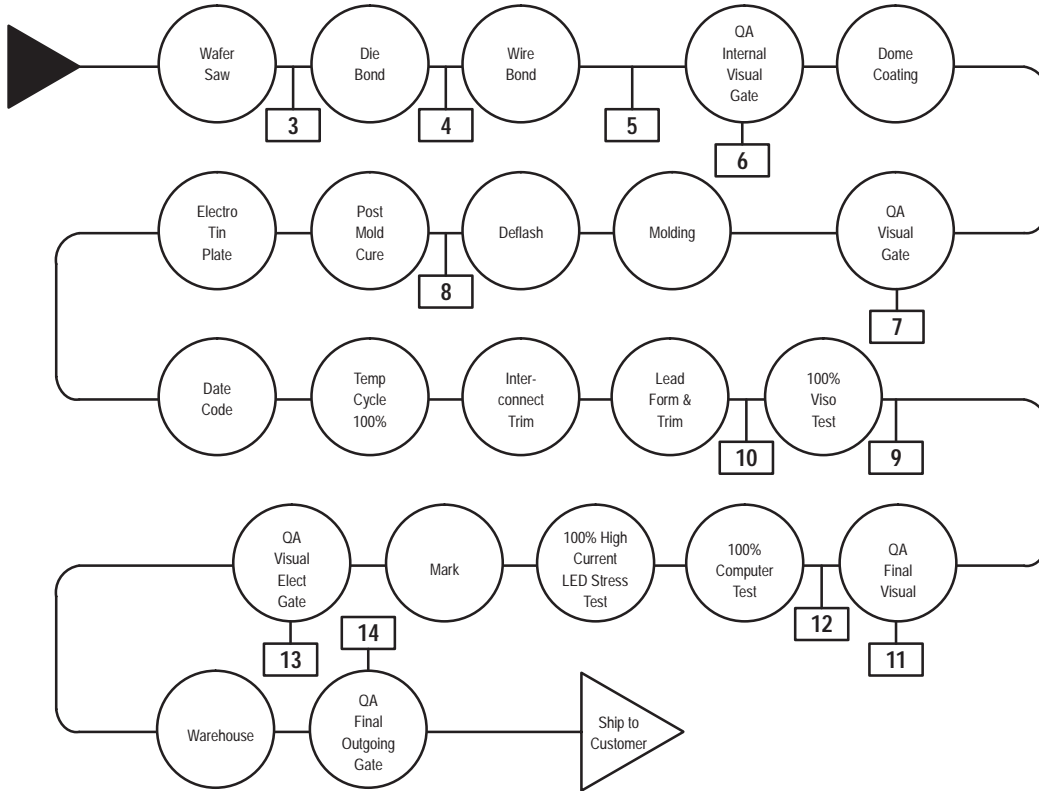 Wafer
Saw
Die
Bond
Wire
Bond
QA
Internal
Visual
Gate
Dome
Coating
3
4
5
6
Electro
Tin
Plate
Post
Mold
Cure
Deflash
Molding
QA
Visual
Gate
8
7
Date
Code
Temp
Cycle
100%
Inter-
connect
Trim
Lead
Form &
Trim
100%
Viso
Test
10
9
QA
Visual
Elect
Gate
Mark
100% High
Current
LED Stress
Test
100%
Computer
Test
QA
Final
Visual
12
14
13
11
Warehouse
QA
Final
Outgoing
Gate
Ship to
Customer